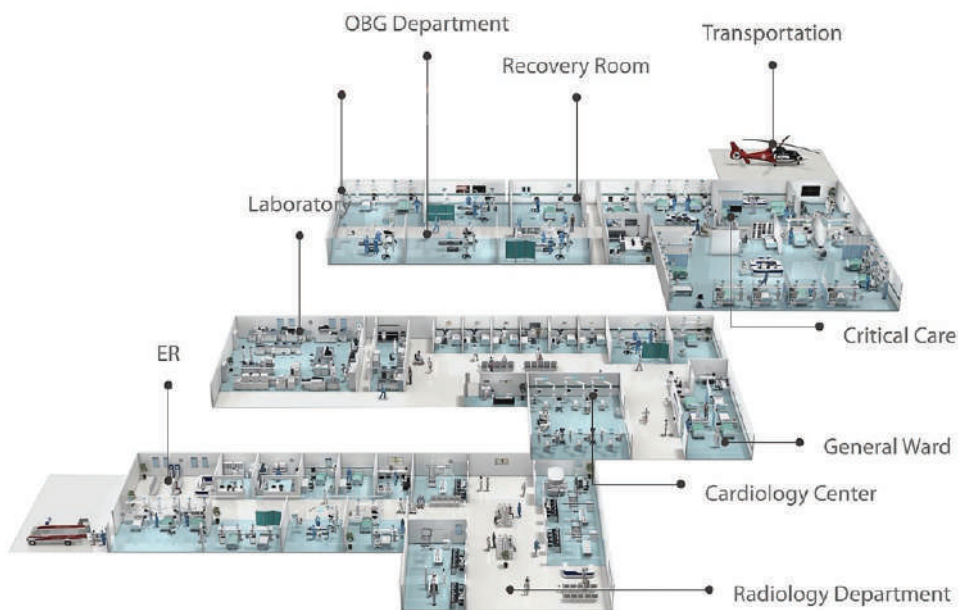 OBG Department
Transportation
Recovery Room
Laboratory
Critical Care
ER
General Ward
Cardiology Center
Radiology Department